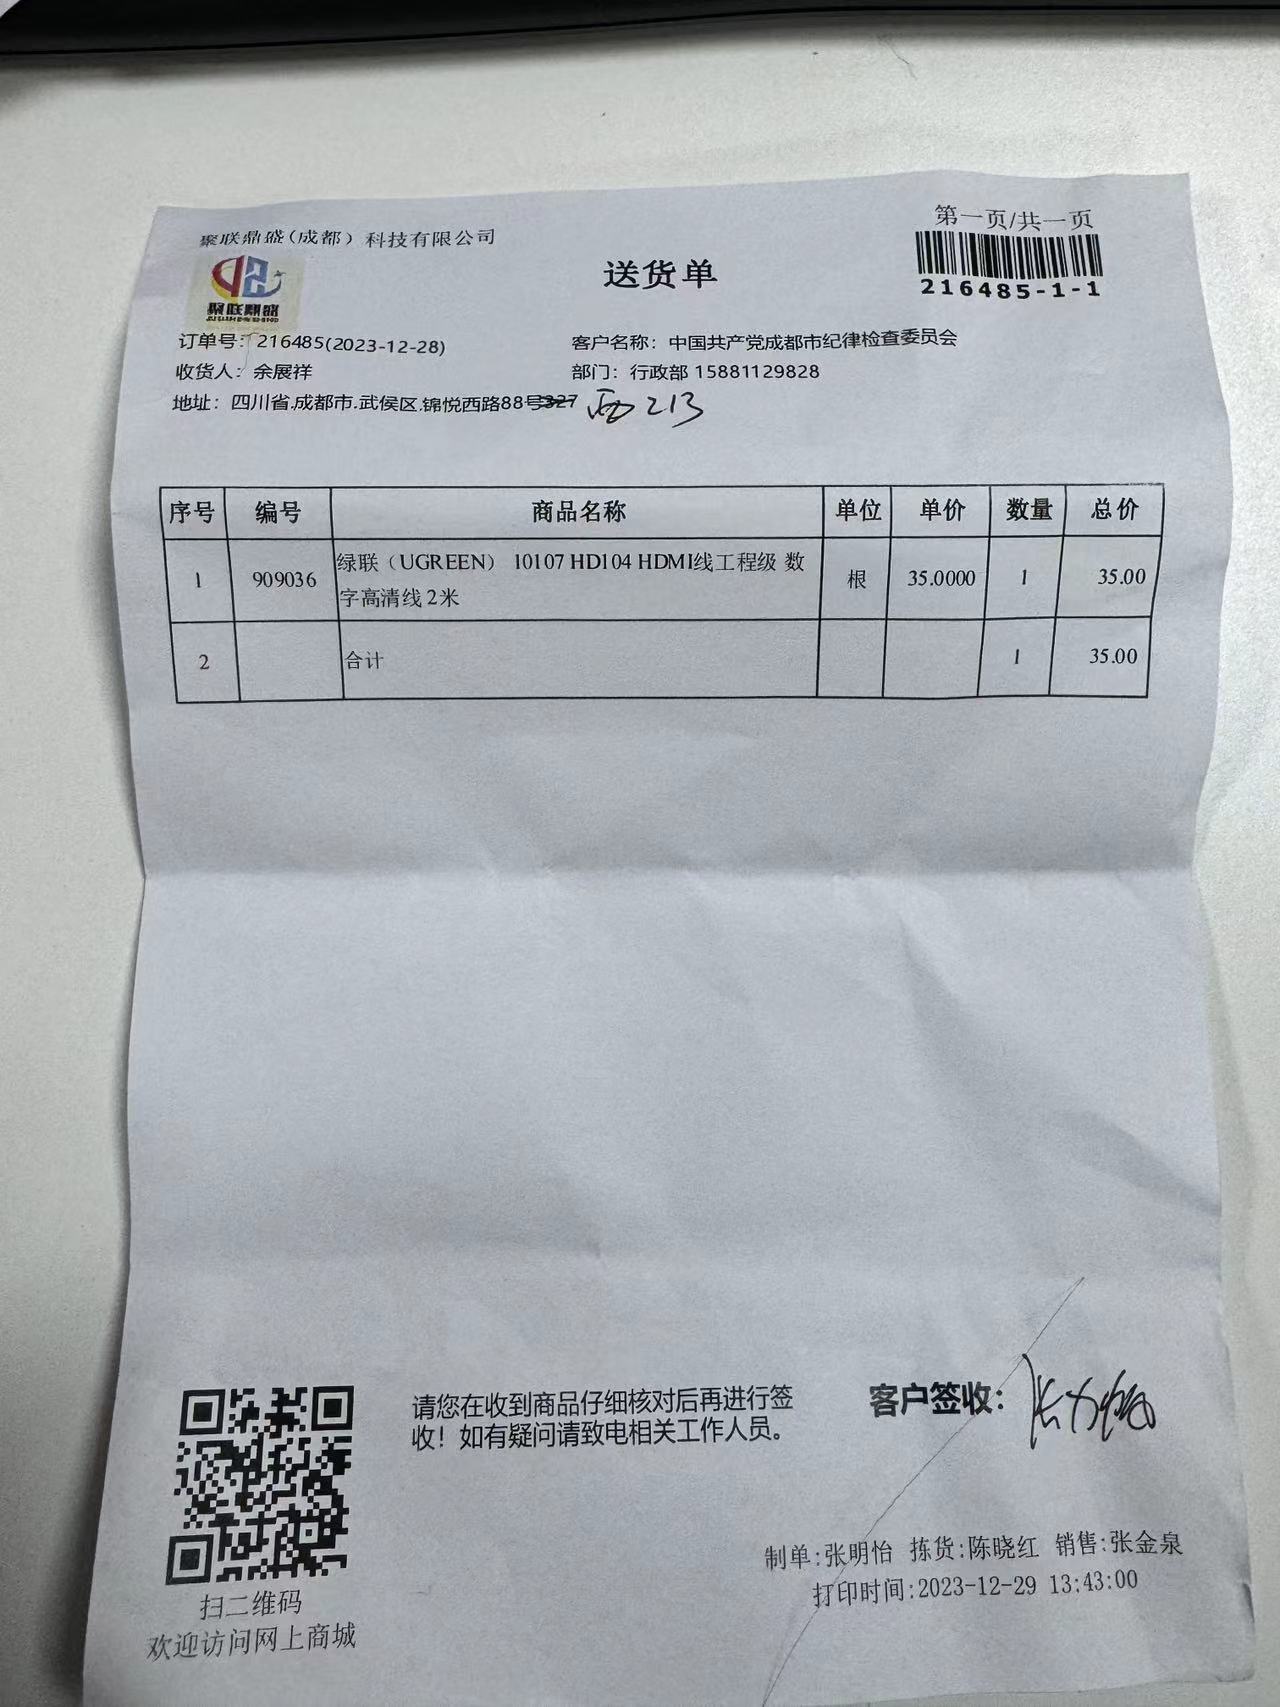 第一页/共一页
聚联鼎盛(成都）科技有限公司
送货单
216485-1-1
订单号：216485(2023-12-28)
客户名称：中国共产党成都市纪律检查委员会
收货人：余展祥
部门：行政部 15881129828
地址：四川省.成都市.武侯区.锦悦西路88号327 西213
序号 编号 商品名称 单位 单价 数量 总价
1 909036 绿联（UGREEN） 10107 HD104 HDMI线工程级 数
字高清线 2米 根 35.0000 1 35.00
2 合计 1 35.00
请您在收到商品仔细核对后再进行签
收！如有疑问请致电相关工作人员。
客户签收：
制单:张明怡 拣货:陈晓红 销售:张金泉
打印时间:2023-12-29 13:43:00
扫二维码
欢迎访问网上商城